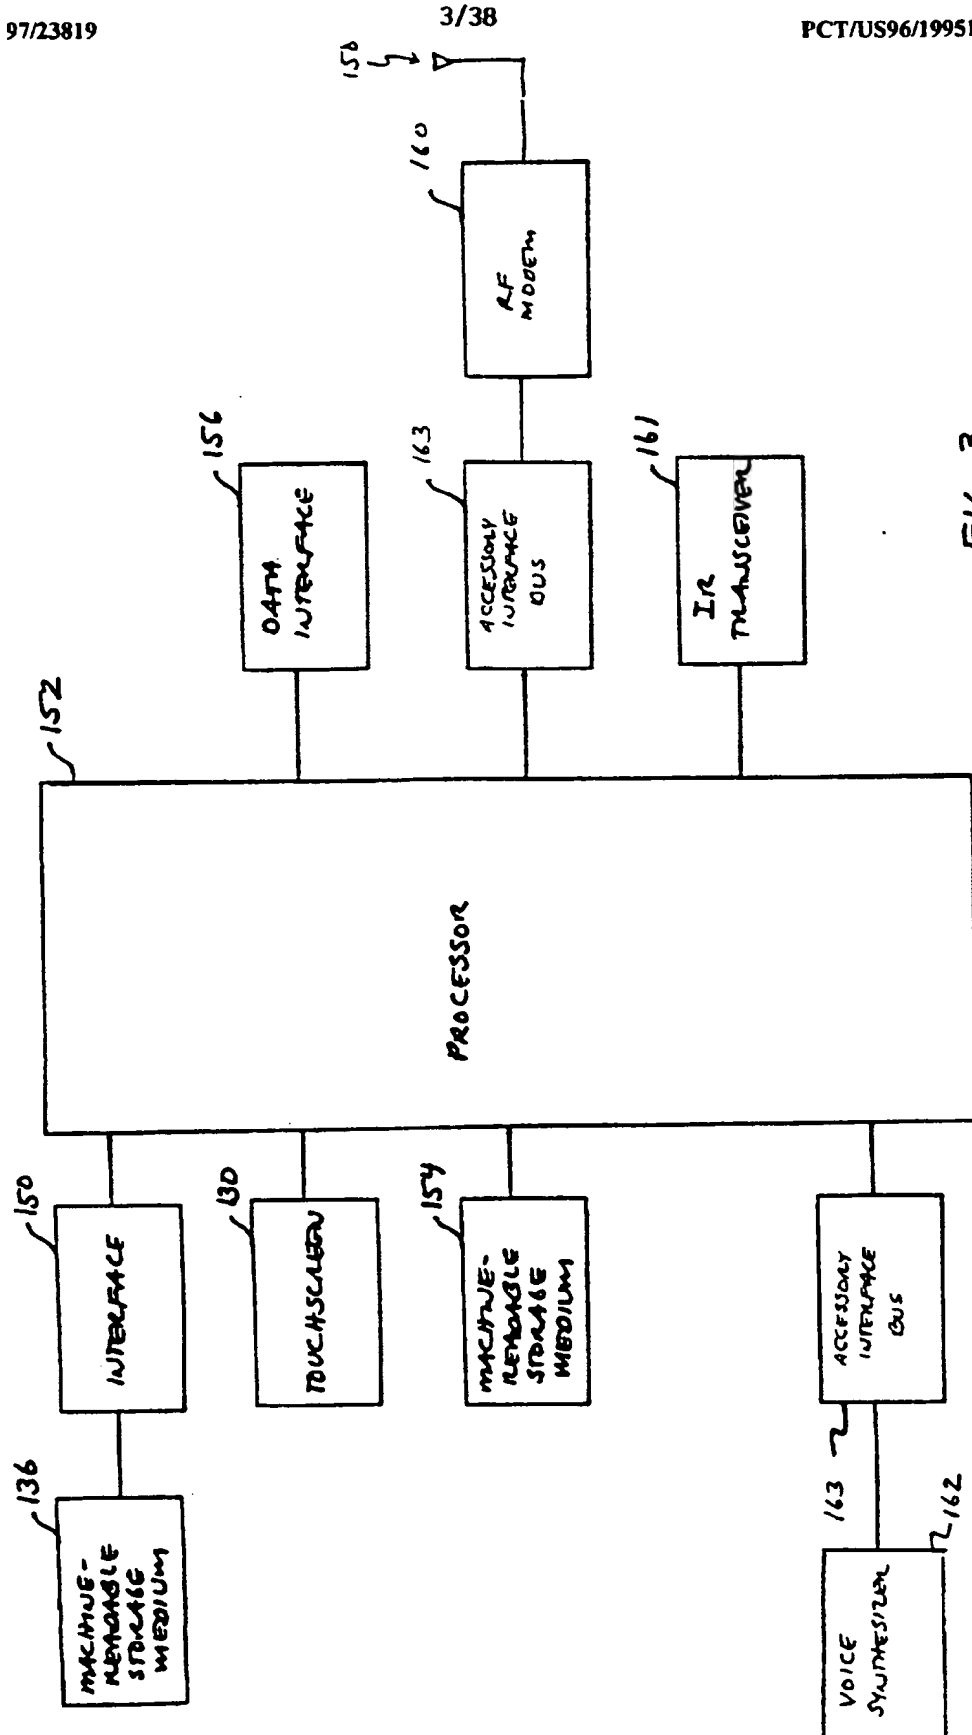 97/23819
3/38
PCT/US96/19951
150
160
RF
MODEM
156
DATA
INTERFACE
163
ACCESSORY
INTERFACE
BUS
161
IR
TRANSCEIVER
152
PROCESSOR
150
INTERFACE
130
TOUCHSCREEN
154
MACHINE-
READABLE
STORAGE
MEDIUM
ACCESSORY
INTERFACE
BUS
163
136
MACHINE-
READABLE
STORAGE
MEDIUM
162
VOICE
SYNTHESIZER